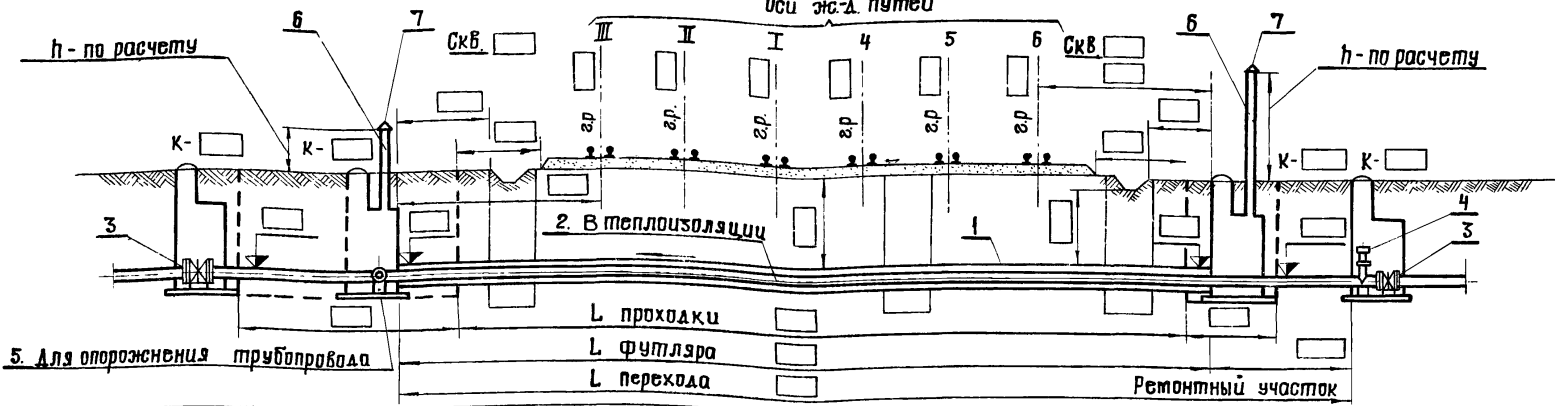 оси ж.-д. путей
6
7
Скв.
III
II
I
4
5
6
Скв
6
7
h - по расчету
h - по расчету
г.р
г.р.
г.р.
г.р
г.р.
г.р.
К-
К-
К-
К-
3
2. В теплоизоляции
1
4
3
L проходки
5. Для опорожнения трубопровода
L футляра
L перехода
Ремонтный участок